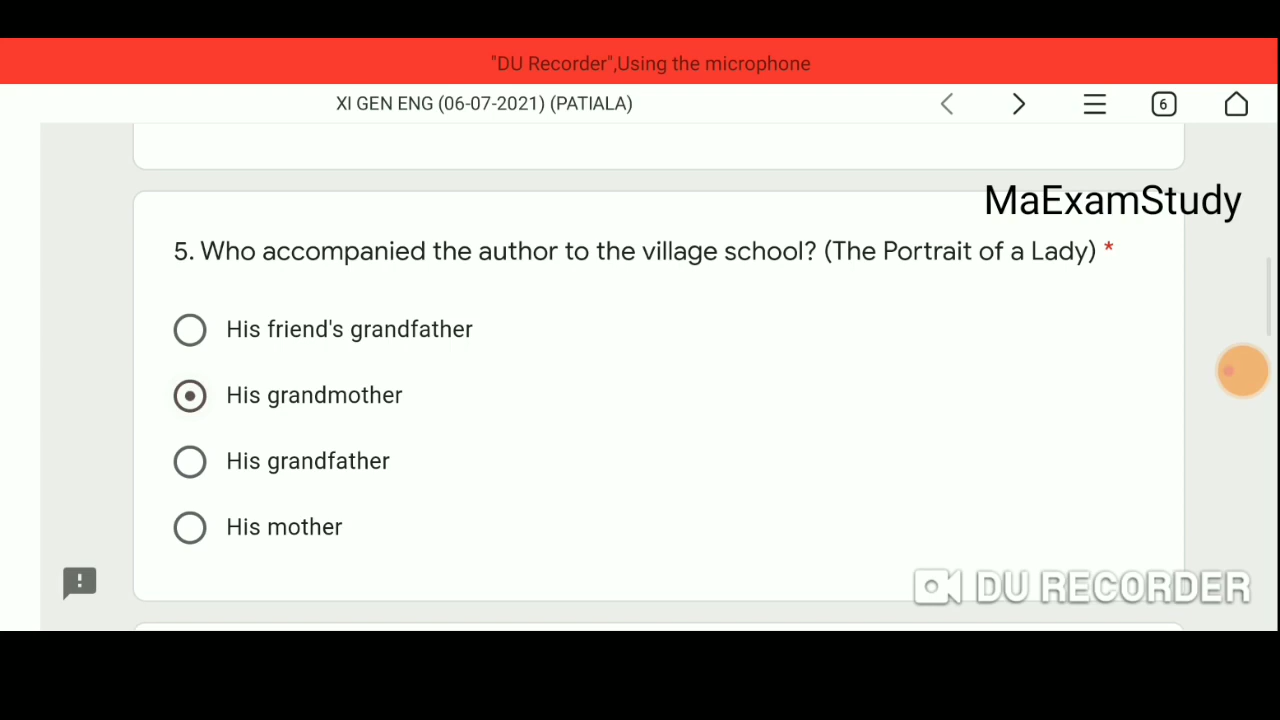 "DU Recorder",Using the microphone
XI GEN ENG (06-07-2021) (PATIALA)
6
MaExamStudy
5. Who accompanied the author to the village school? (The Portrait of a Lady) *
His friend's grandfather
His grandmother
His grandfather
His mother
!
DU RECORDER